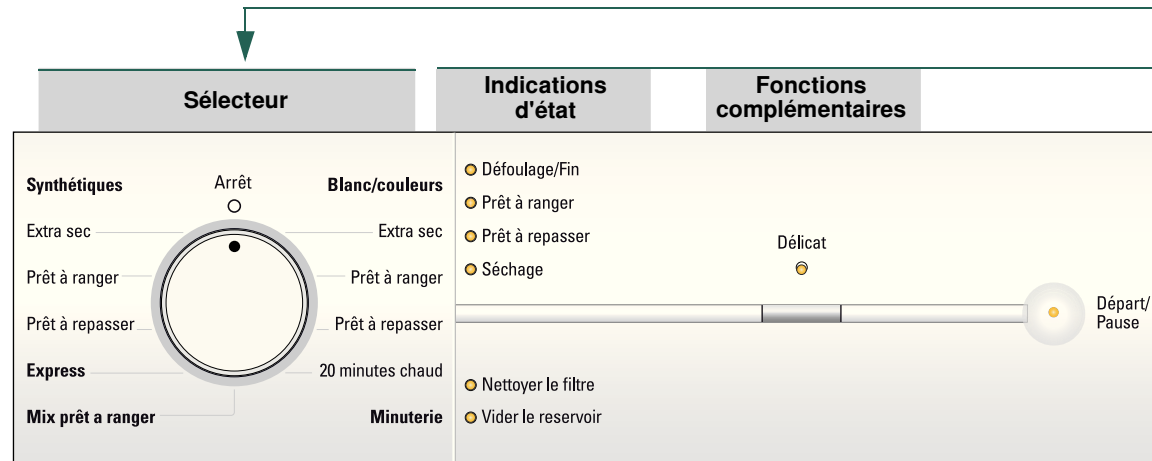 Sélecteur
Indications
d'état
Fonctions
complémentaires
Synthétiques
Arrêt
Blanc/couleurs
Extra sec
Extra sec
Prêt à ranger
Prêt à ranger
Prêt à repasser
Prêt à repasser
Express
20 minutes chaud
Mix prêt a ranger
Minuterie
Défoulage/Fin
Prêt à ranger
Prêt à repasser
Séchage
Délicat
Départ/
Pause
Nettoyer le filtre
Vider le reservoir